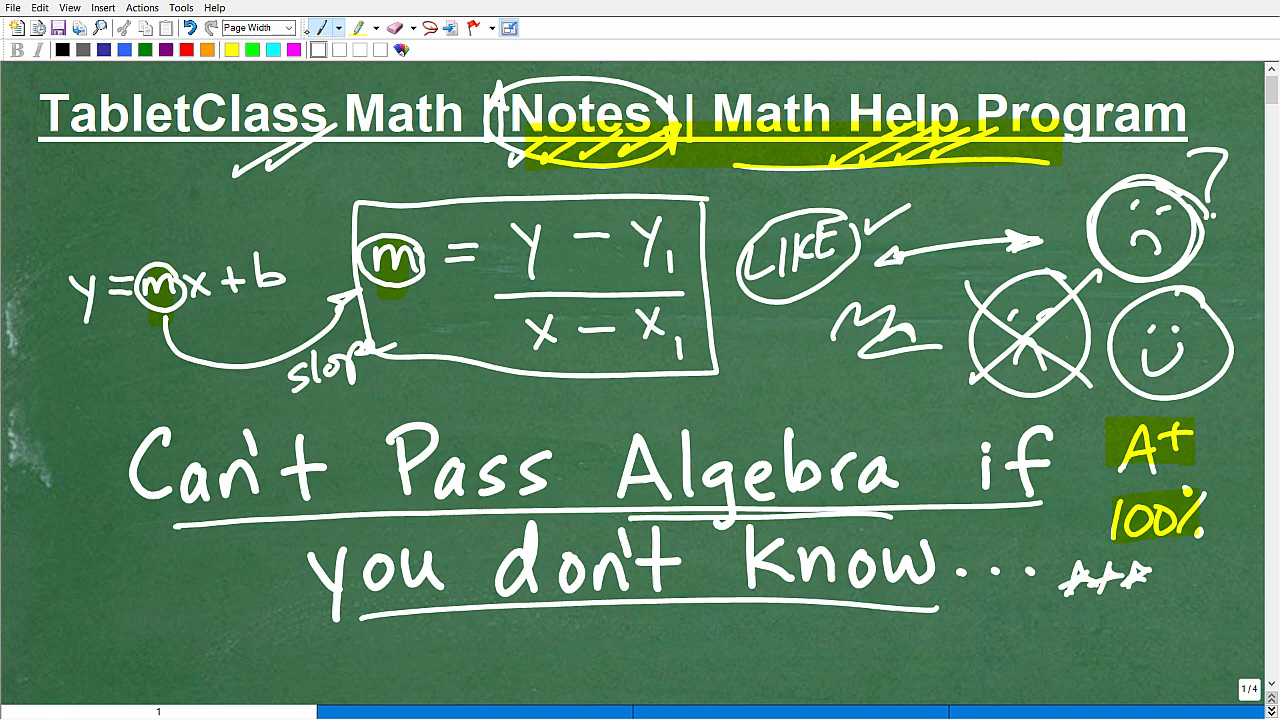 File Edit View Insert Actions Tools Help
Page Width
B I
TabletClass Math || Notes || Math Help Program
?
y = mx + b
m = y - y₁ / x - x₁
LIKE
slope
A+
100%
Can't Pass Algebra if
you don't know...
1/4
1